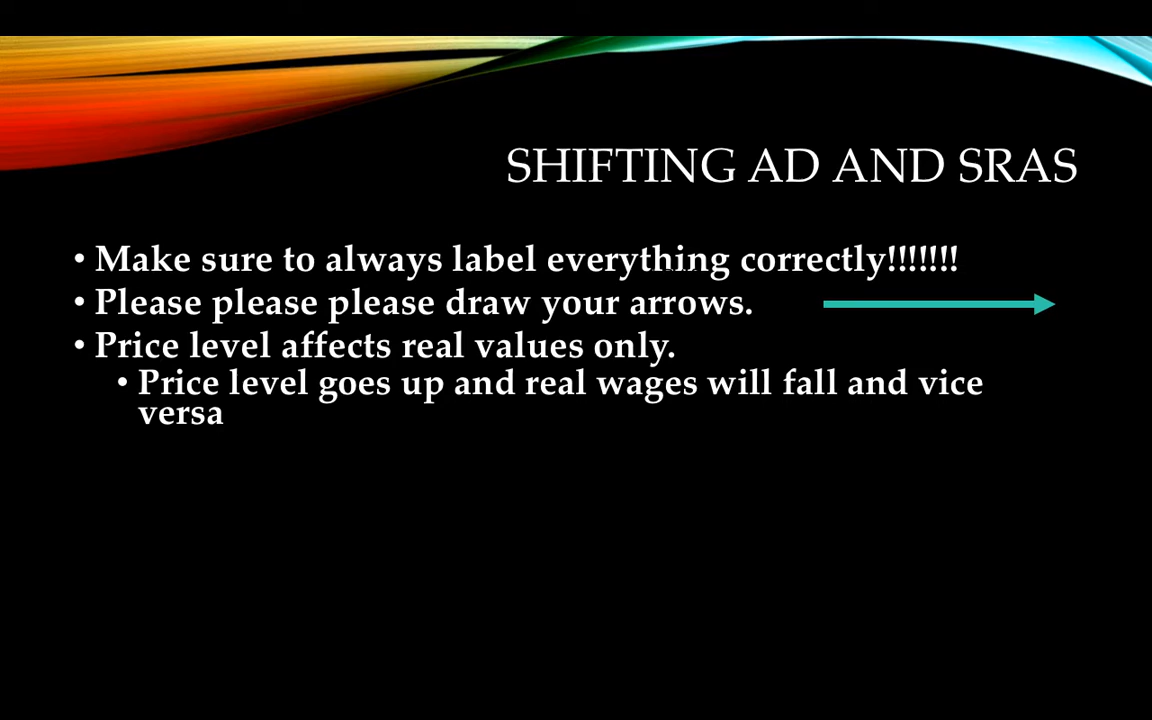 SHIFTING AD AND SRAS
• Make sure to always label everything correctly!!!!!!!
• Please please please draw your arrows.
• Price level affects real values only.
• Price level goes up and real wages will fall and vice
versa